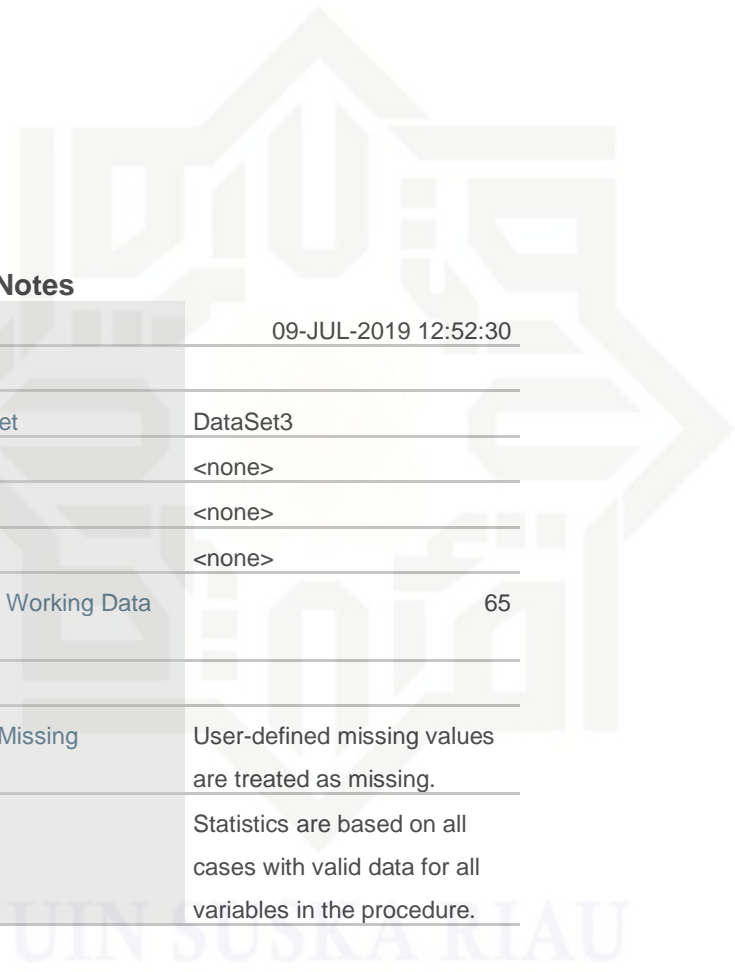 Notes
09-JUL-2019 12:52:30
et DataSet3
<none>
<none>
<none>
Working Data 65
Missing User-defined missing values
are treated as missing.
Statistics are based on all
cases with valid data for all
variables in the procedure.
UIN SUSKA RIAU